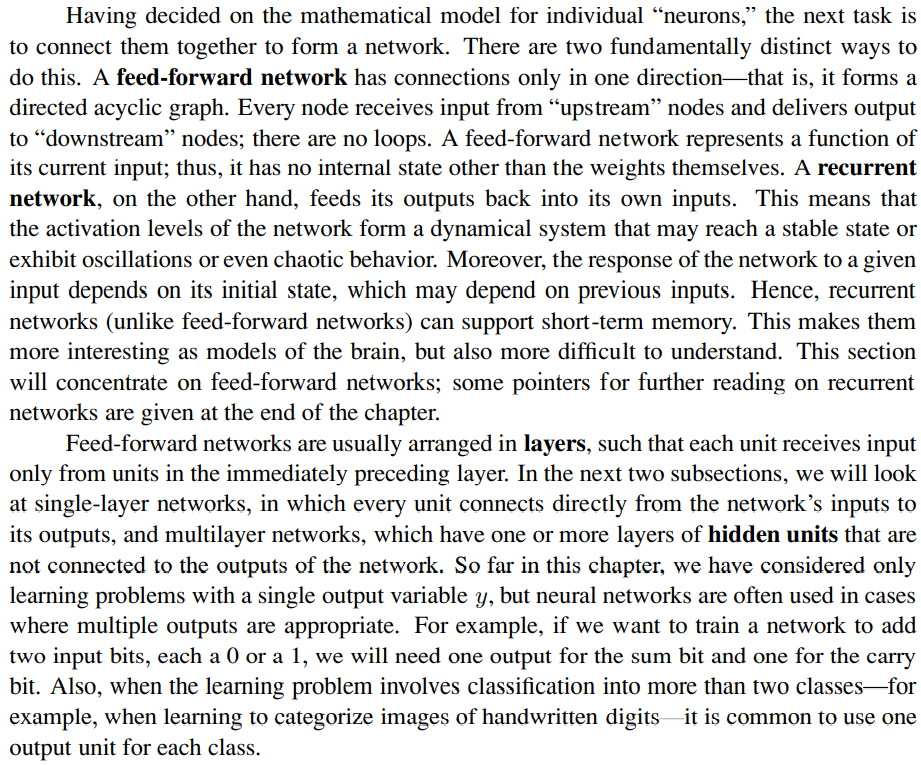 Having decided on the mathematical model for individual “neurons,” the next task is
to connect them together to form a network. There are two fundamentally distinct ways to
do this. A feed-forward network has connections only in one direction—that is, it forms a
directed acyclic graph. Every node receives input from “upstream” nodes and delivers output
to “downstream” nodes; there are no loops. A feed-forward network represents a function of
its current input; thus, it has no internal state other than the weights themselves. A recurrent
network, on the other hand, feeds its outputs back into its own inputs. This means that
the activation levels of the network form a dynamical system that may reach a stable state or
exhibit oscillations or even chaotic behavior. Moreover, the response of the network to a given
input depends on its initial state, which may depend on previous inputs. Hence, recurrent
networks (unlike feed-forward networks) can support short-term memory. This makes them
more interesting as models of the brain, but also more difficult to understand. This section
will concentrate on feed-forward networks; some pointers for further reading on recurrent
networks are given at the end of the chapter.
Feed-forward networks are usually arranged in layers, such that each unit receives input
only from units in the immediately preceding layer. In the next two subsections, we will look
at single-layer networks, in which every unit connects directly from the network’s inputs to
its outputs, and multilayer networks, which have one or more layers of hidden units that are
not connected to the outputs of the network. So far in this chapter, we have considered only
learning problems with a single output variable y, but neural networks are often used in cases
where multiple outputs are appropriate. For example, if we want to train a network to add
two input bits, each a 0 or a 1, we will need one output for the sum bit and one for the carry
bit. Also, when the learning problem involves classification into more than two classes—for
example, when learning to categorize images of handwritten digits—it is common to use one
output unit for each class.